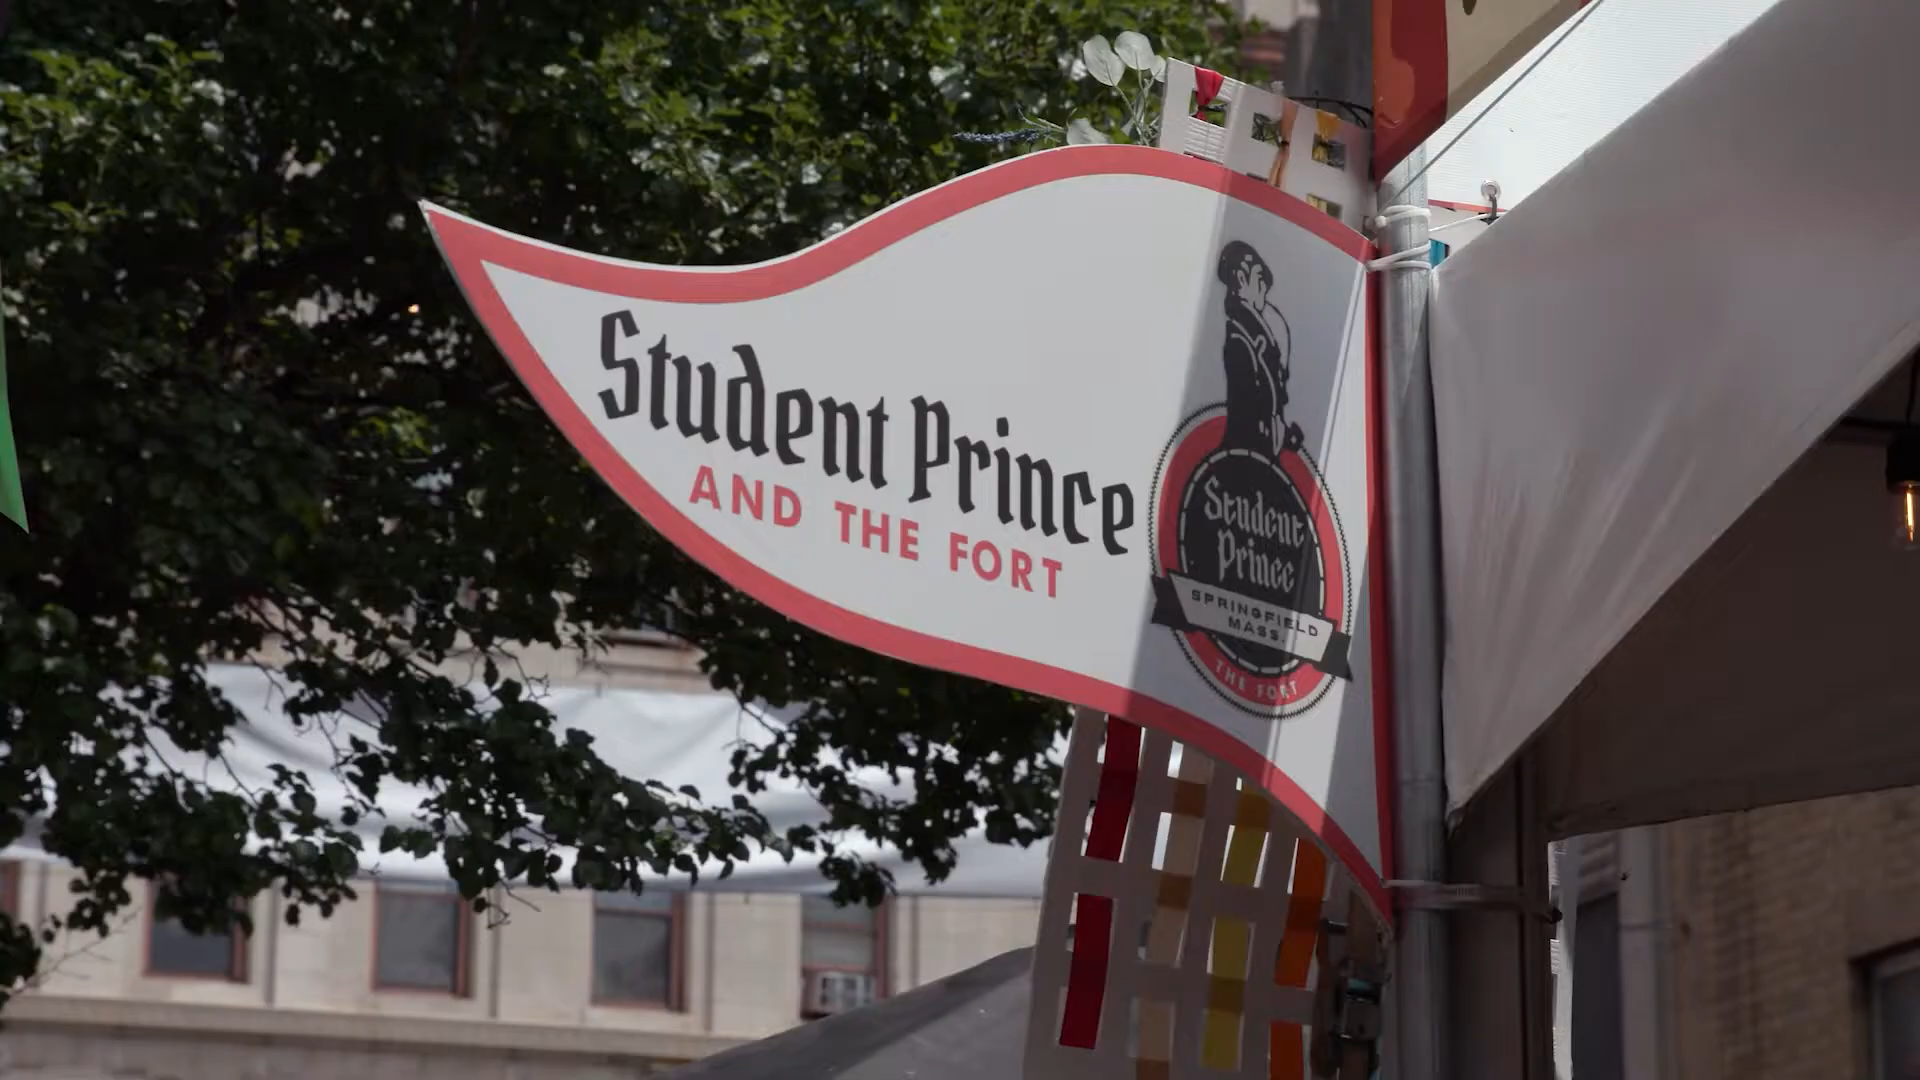 Student Prince
AND THE FORT
Student
Prince
SPRINGFIELD
MASS.
THE FORT